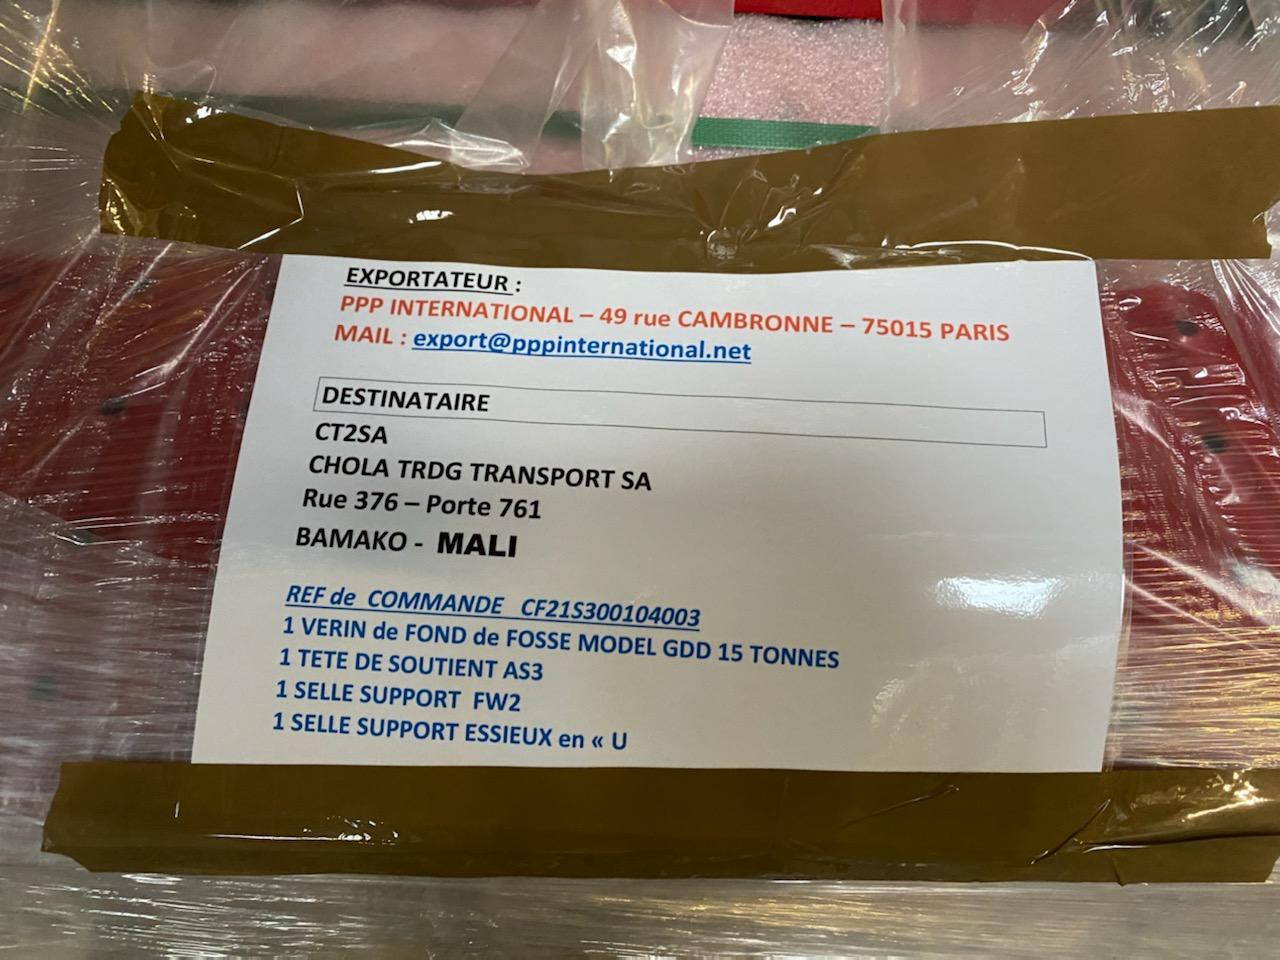 EXPORTATEUR :
PPP INTERNATIONAL – 49 rue CAMBRONNE – 75015 PARIS
MAIL : export@pppinternational.net
DESTINATAIRE
CT2SA
CHOLA TRDG TRANSPORT SA
Rue 376 – Porte 761
BAMAKO - MALI
REF de COMMANDE CF21S300104003
1 VERIN de FOND de FOSSE MODEL GDD 15 TONNES
1 TETE DE SOUTIENT AS3
1 SELLE SUPPORT FW2
1 SELLE SUPPORT ESSIEUX en « U